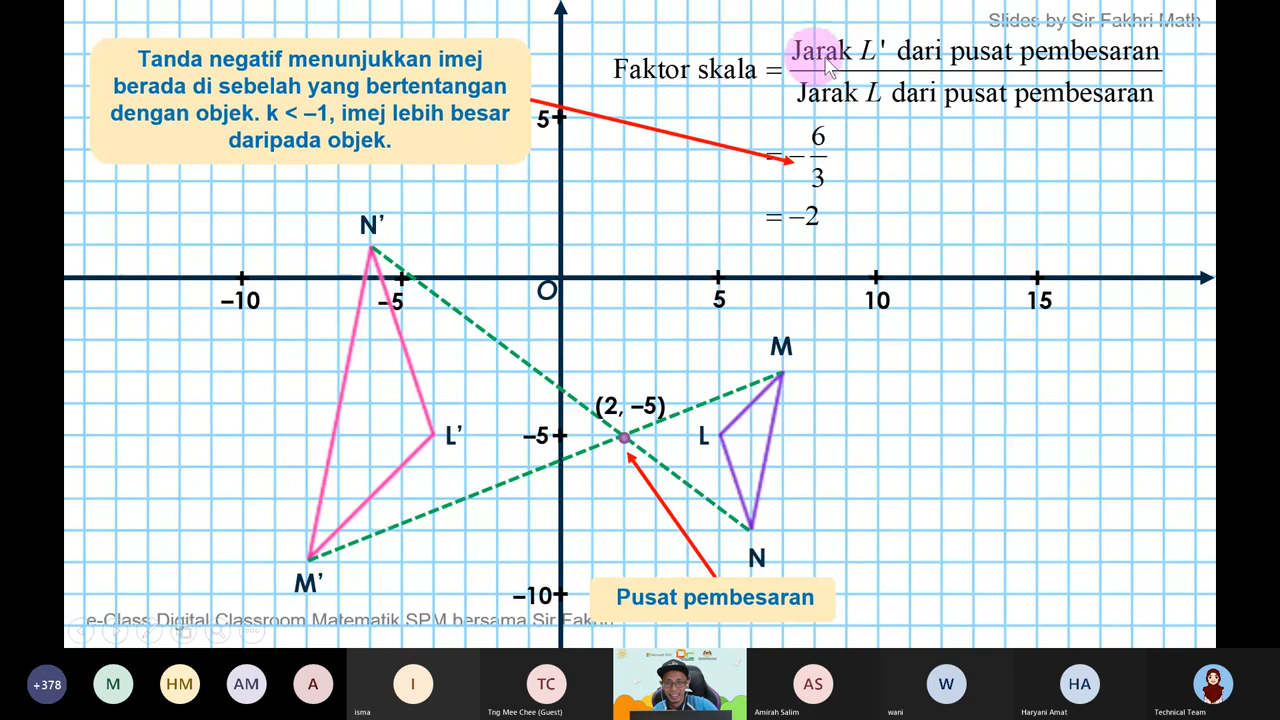 Slides by Sir Fakhri Math
Tanda negatif menunjukkan imej
berada di sebelah yang bertentangan
dengan objek. k < –1, imej lebih besar
daripada objek.
Faktor skala = Jarak L' dari pusat pembesaran
Jarak L dari pusat pembesaran
= – 6
3
= –2
5
N’
–10
–5
O
5
10
15
M
(2, –5)
L’
–5
L
N
M’
–10
Pusat pembesaran
e-Class Digital Classroom Matematik SPM bersama Sir Fakhri
+378
M
HM
AM
A
I
isma
TC
Tng Mee Chee (Guest)
AS
Amirah Salim
W
wani
HA
Haryani Amat
Technical Team